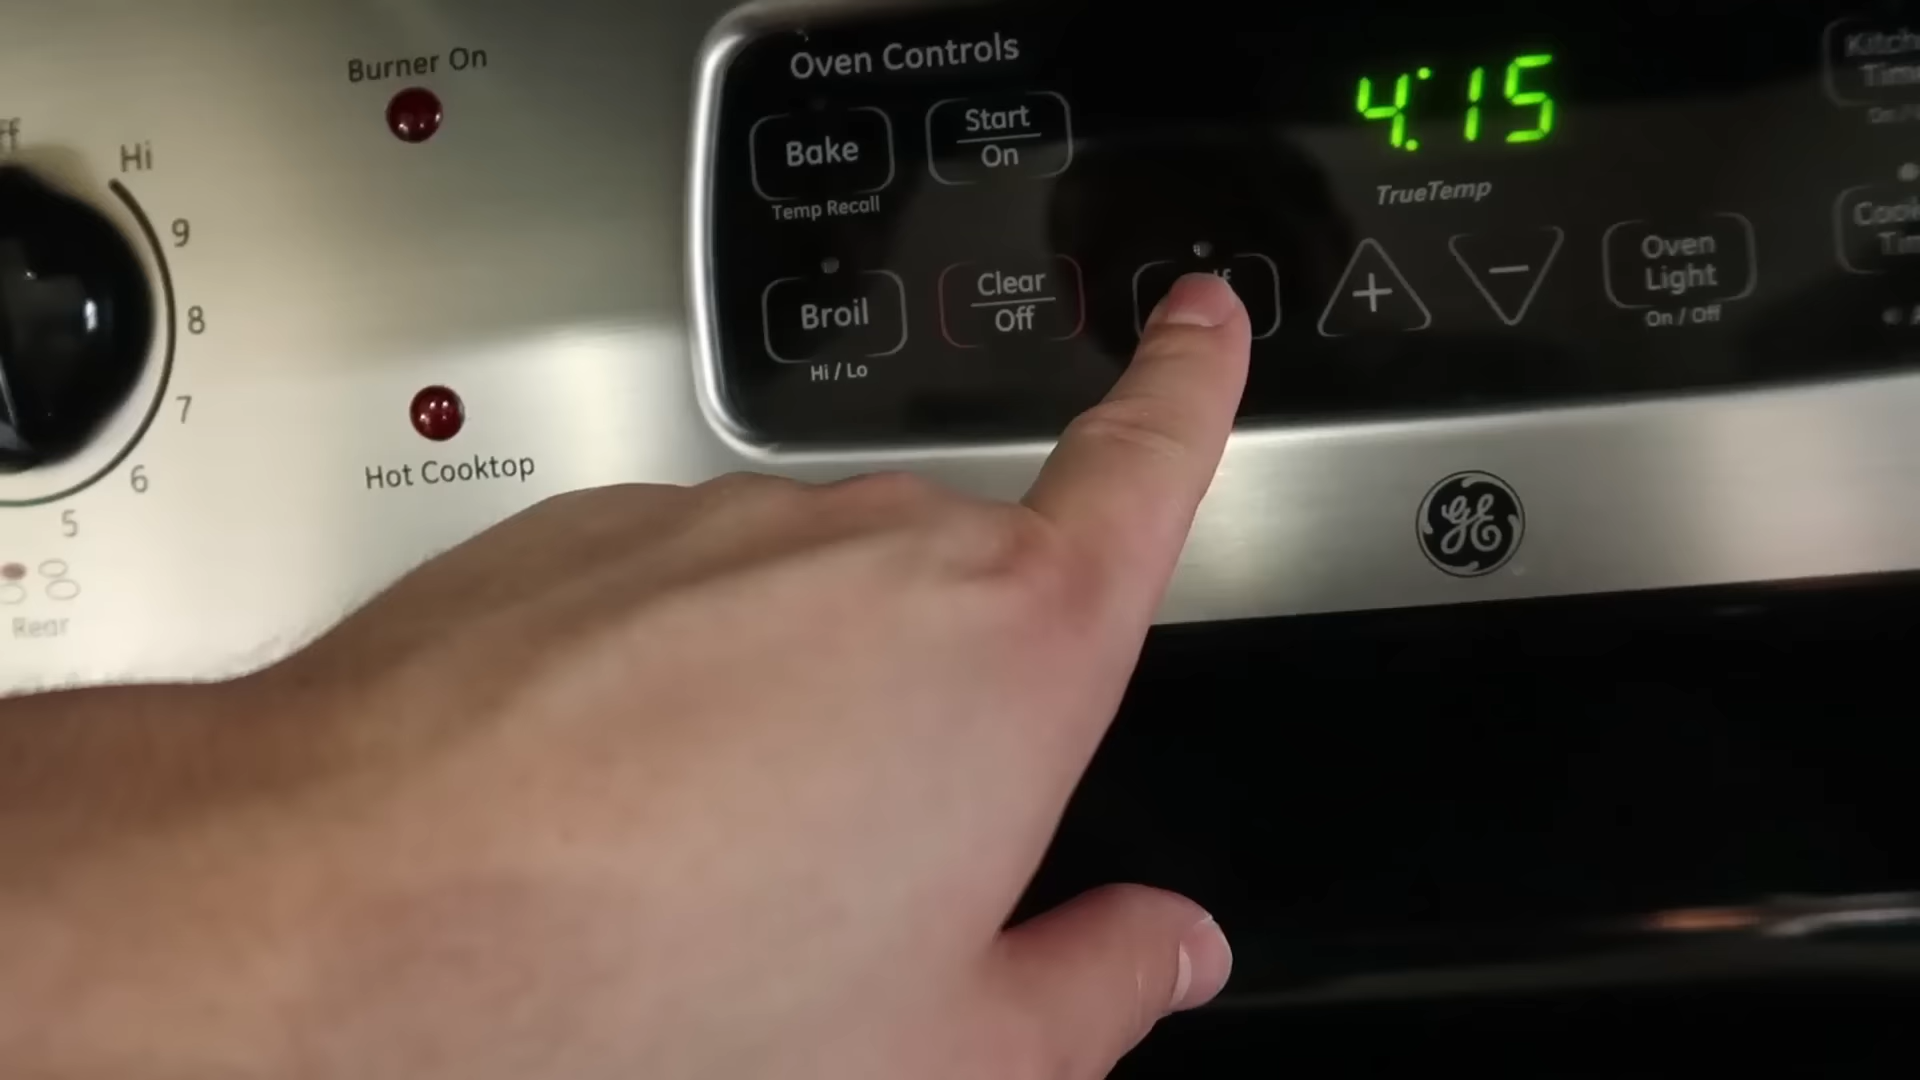 Burner On
Hi
9
8
7
6
5
Rear
Hot Cooktop
Oven Controls
Bake
Temp Recall
Start
On
Broil
Hi / Lo
Clear
Off
4:15
TrueTemp
+
−
Oven
Light
On / Off
GE